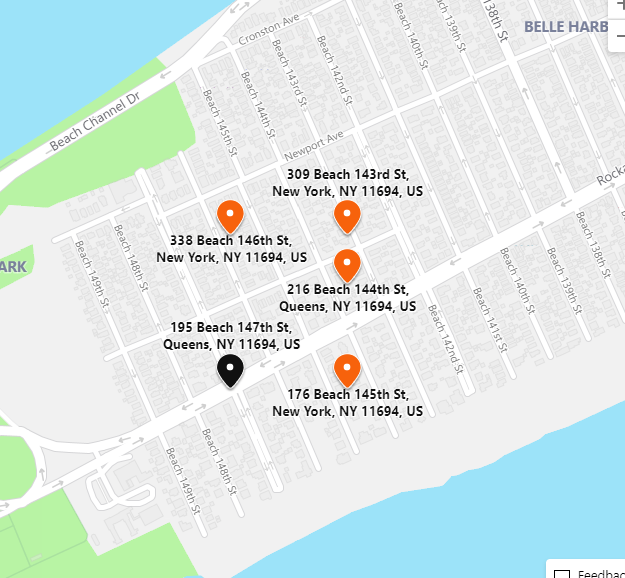 Cronston Ave
138th St
BELLE HARB
Beach 140th St
Beach 139th St
Beach 142nd St
Beach 143rd St
Beach 144th St
Beach 145th St
Beach Channel Dr
Newport Ave
309 Beach 143rd St,
New York, NY 11694, US
Rocka
338 Beach 146th St,
New York, NY 11694, US
ARK
Beach 149th St
Beach 148th St
216 Beach 144th St,
Queens, NY 11694, US
Beach 138th St
Beach 139th St
Beach 140th St
Beach 141st St
Beach 142nd St
195 Beach 147th St,
Queens, NY 11694, US
176 Beach 145th St,
New York, NY 11694, US
Beach 148th St
Beach 149th St
Feedbac